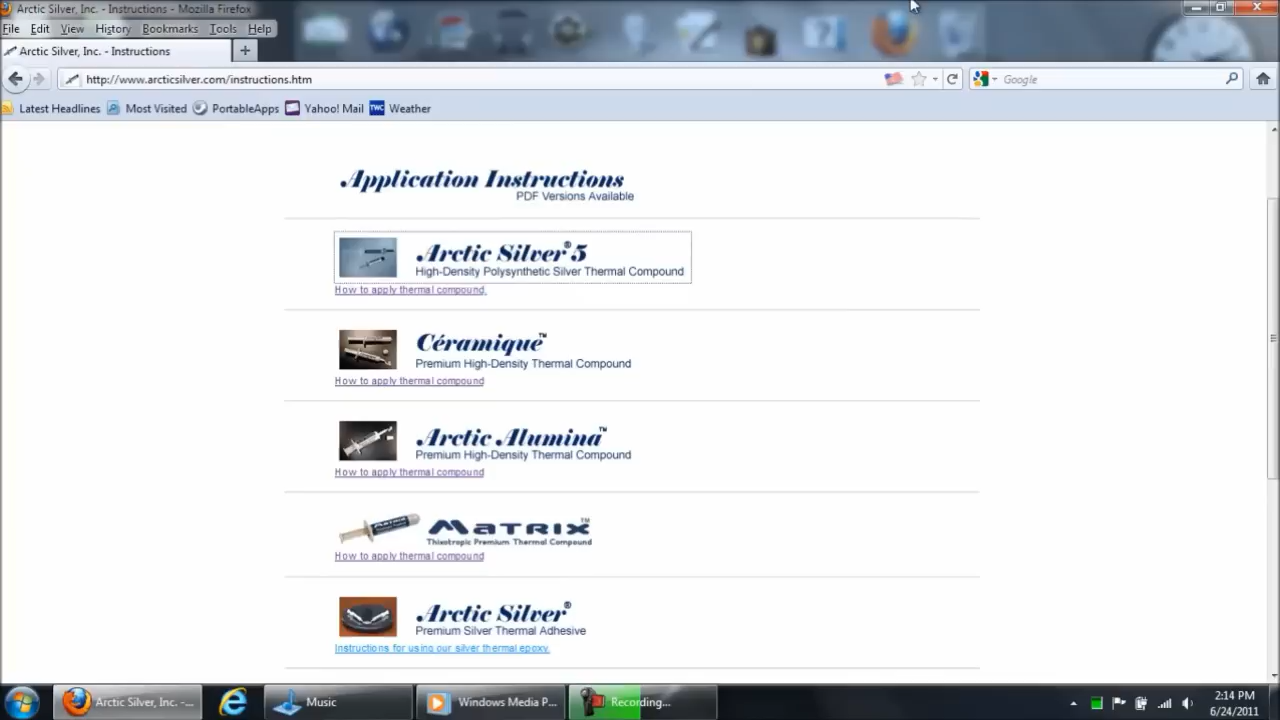 Arctic Silver, Inc. - Instructions - Mozilla Firefox
File Edit View History Bookmarks Tools Help
Arctic Silver, Inc. - Instructions
http://www.arcticsilver.com/instructions.htm
Google
Latest Headlines Most Visited PortableApps Yahoo! Mail TWC Weather
Application Instructions
PDF Versions Available
Arctic Silver® 5
High-Density Polysynthetic Silver Thermal Compound
How to apply thermal compound.
Céramique™
Premium High-Density Thermal Compound
How to apply thermal compound
Arctic Alumina™
Premium High-Density Thermal Compound
How to apply thermal compound
MATRIX™
Thixotropic Premium Thermal Compound
How to apply thermal compound
Arctic Silver®
Premium Silver Thermal Adhesive
Instructions for using our silver thermal epoxy.
Arctic Silver, Inc. -... Music Windows Media P... Recording... 2:14 PM
6/24/2011